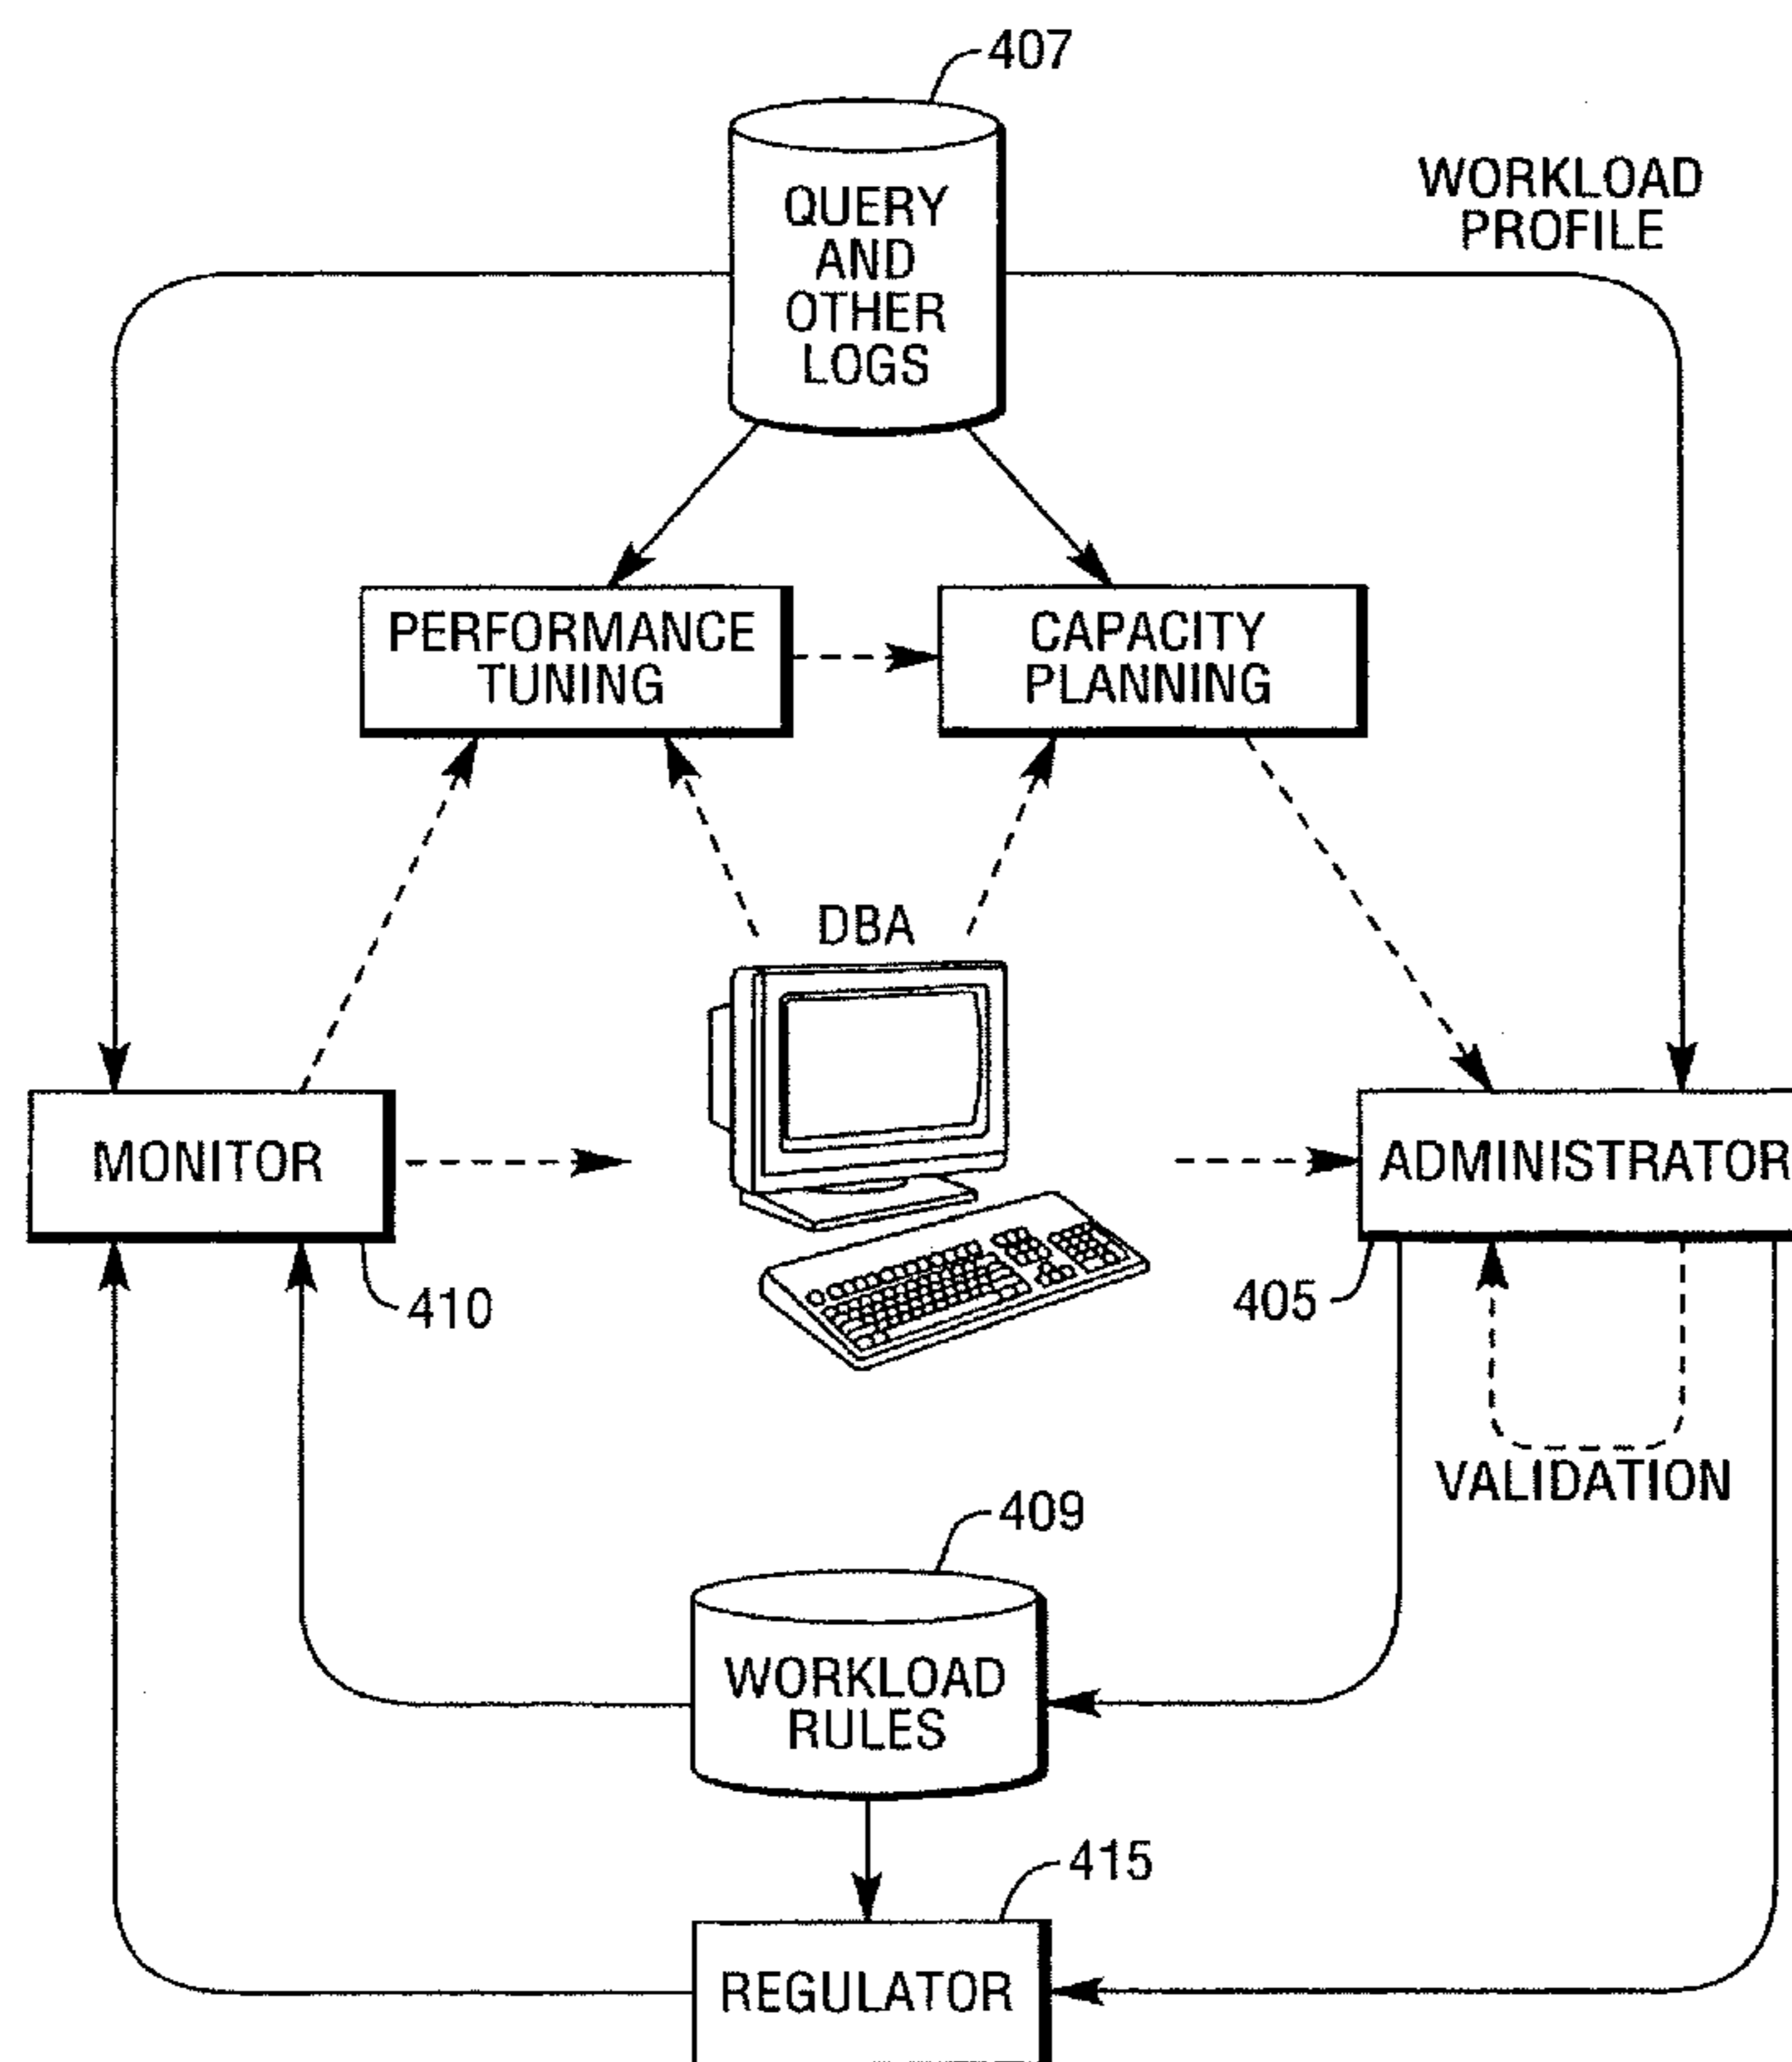 407
QUERY
AND
OTHER
LOGS
WORKLOAD
PROFILE
PERFORMANCE
TUNING
CAPACITY
PLANNING
DBA
MONITOR
ADMINISTRATOR
410
405
VALIDATION
409
WORKLOAD
RULES
415
REGULATOR